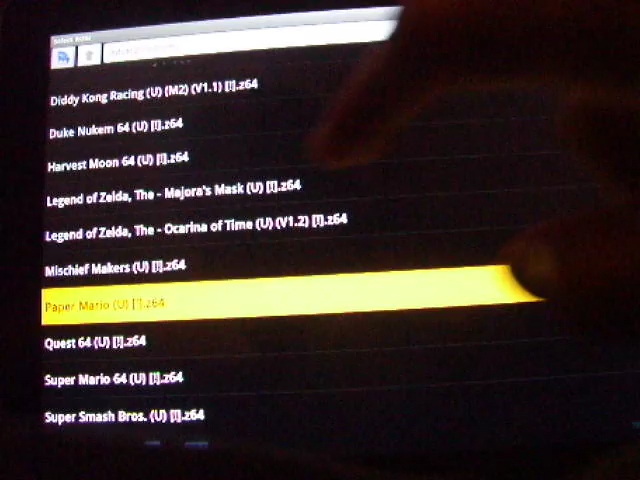 Select ROM
Diddy Kong Racing (U) (M2) (V1.1) [!].z64
Duke Nukem 64 (U) [!].z64
Harvest Moon 64 (U) [!].z64
Legend of Zelda, The - Majora's Mask (U) [!].z64
Legend of Zelda, The - Ocarina of Time (U) (V1.2) [!].z64
Mischief Makers (U) [!].z64
Paper Mario (U) [!].z64
Quest 64 (U) [!].z64
Super Mario 64 (U) [!].z64
Super Smash Bros. (U) [!].z64